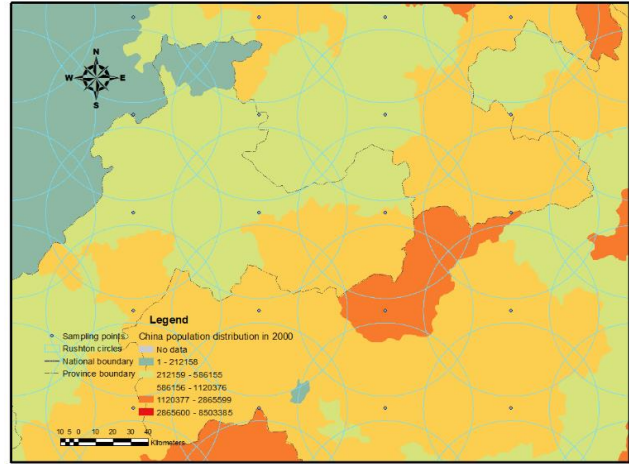 N
W E
S
Legend
Sampling points
Rushton circles
National boundary
Province boundary
China population distribution in 2000
No data
1 - 212158
212159 - 586155
586156 - 1120376
1120377 - 2865599
2865600 - 8503385
10 5 0 10 20 30 40
Kilometers